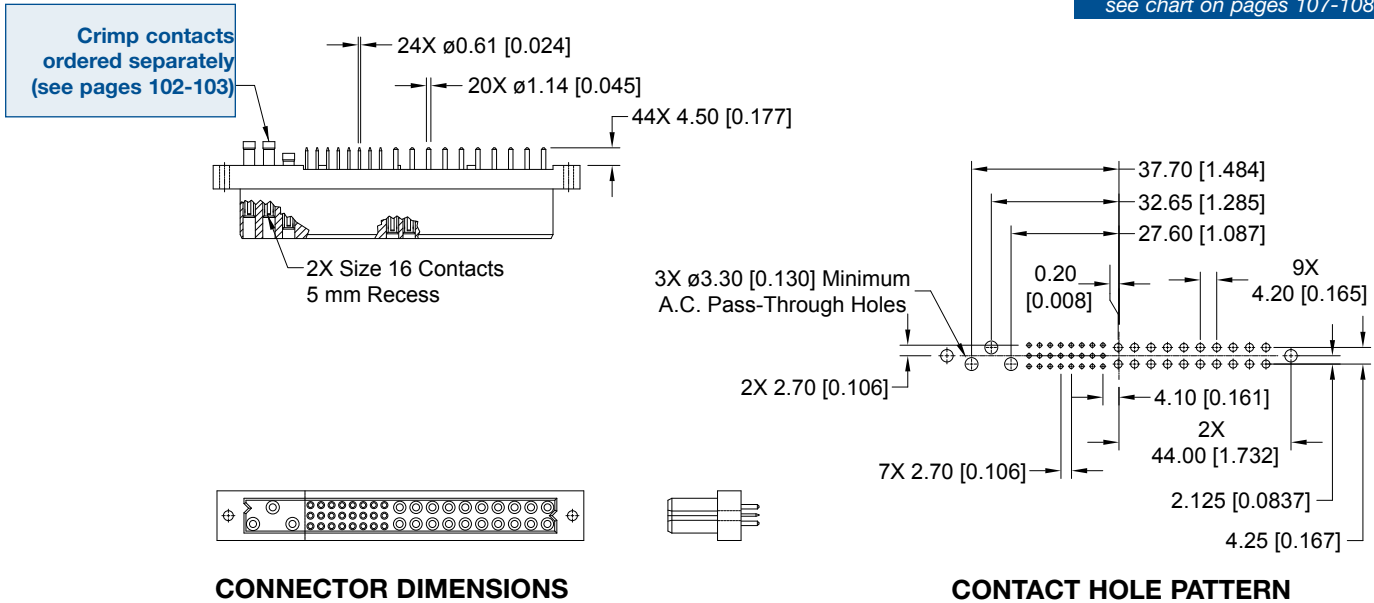 see chart on pages 107-108
Crimp contacts
ordered separately
(see pages 102-103)
24X ø0.61 [0.024]
20X ø1.14 [0.045]
44X 4.50 [0.177]
2X Size 16 Contacts
5 mm Recess
37.70 [1.484]
32.65 [1.285]
27.60 [1.087]
3X ø3.30 [0.130] Minimum
A.C. Pass-Through Holes
0.20
[0.008]
9X
4.20 [0.165]
2X 2.70 [0.106]
4.10 [0.161]
2X
44.00 [1.732]
7X 2.70 [0.106]
2.125 [0.0837]
4.25 [0.167]
CONNECTOR DIMENSIONS
CONTACT HOLE PATTERN